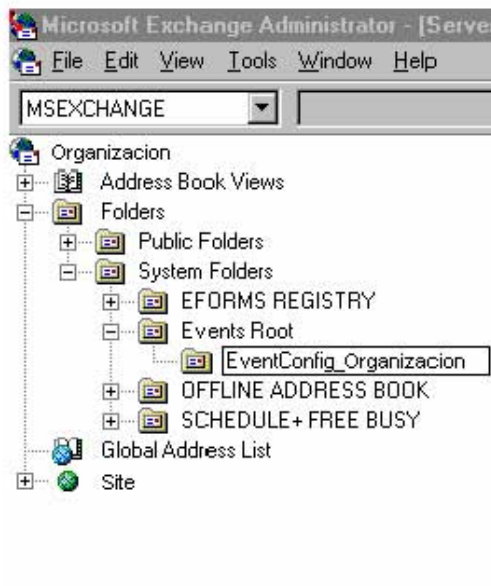 Microsoft Exchange Administrator - [Serve
File Edit View Tools Window Help
MSEXCHANGE
Organizacion
Address Book Views
Folders
Public Folders
System Folders
EFORMS REGISTRY
Events Root
EventConfig_Organizacion
OFFLINE ADDRESS BOOK
SCHEDULE+ FREE BUSY
Global Address List
Site